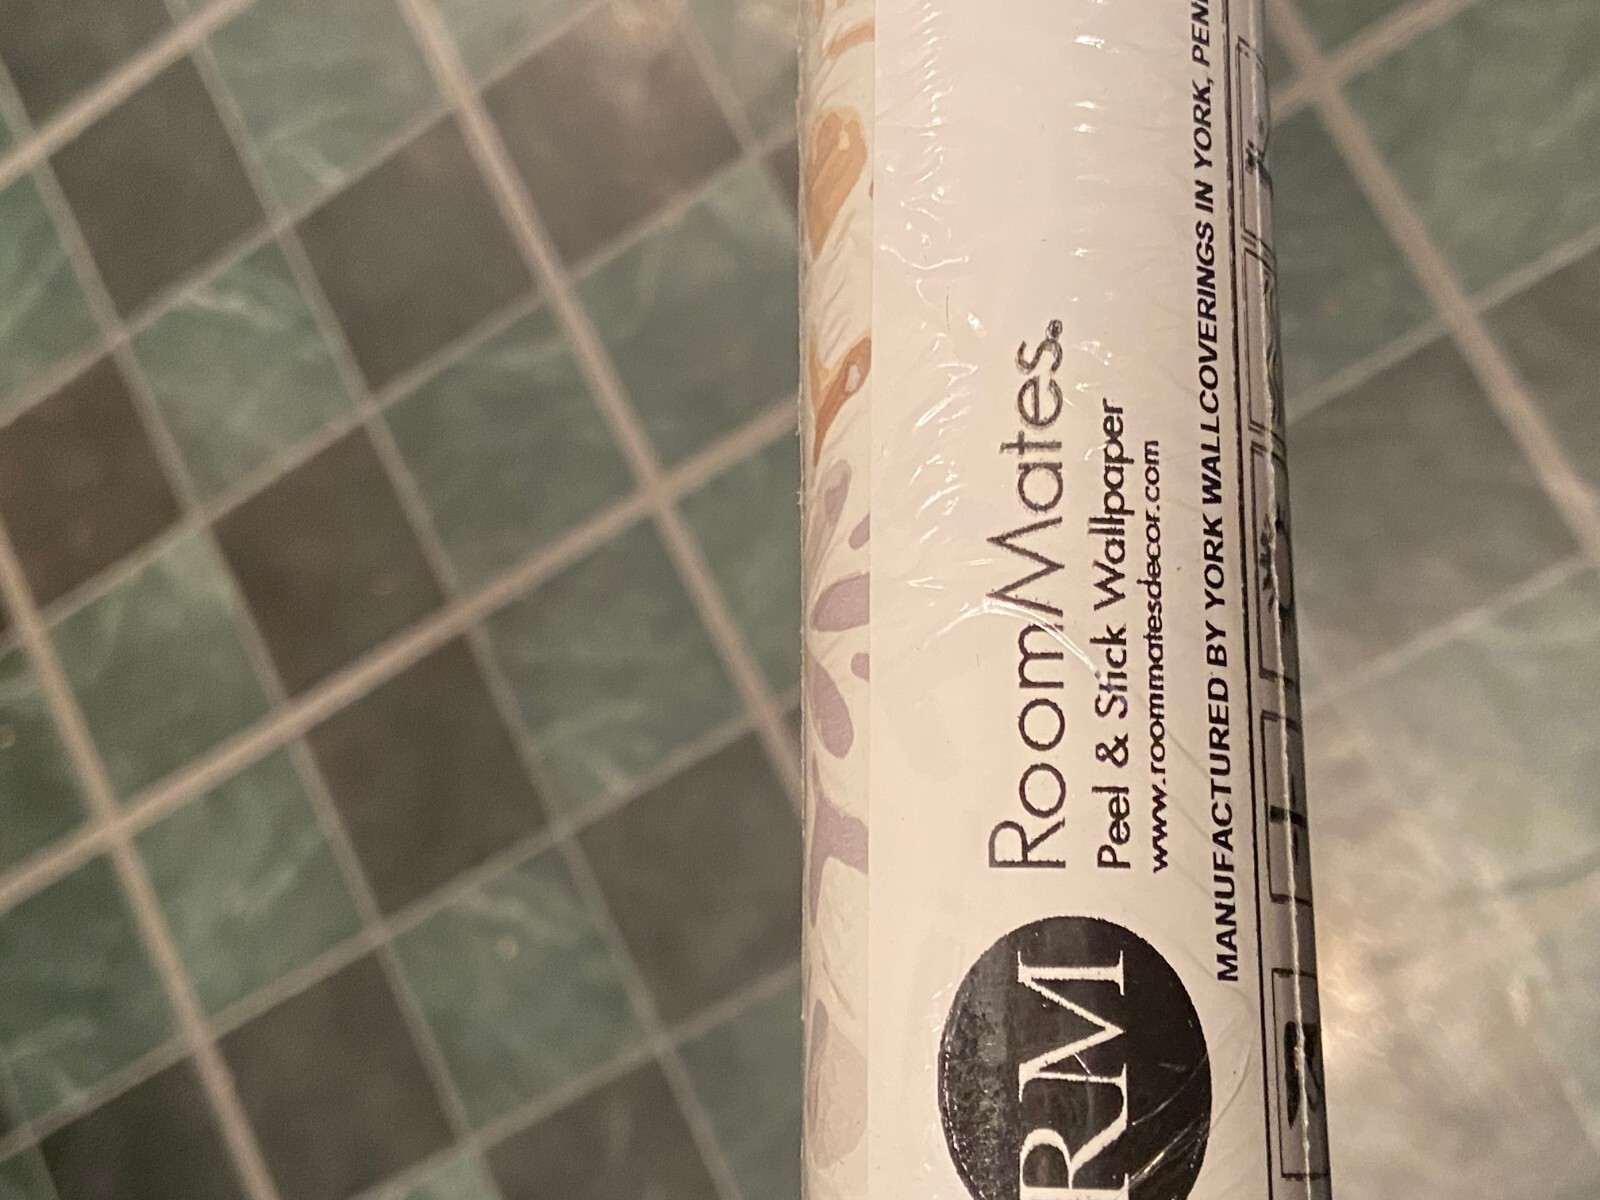 RM
RoomMates®
Peel & Stick Wallpaper
www.roommatesdecor.com
MANUFACTURED BY YORK WALLCOVERINGS IN YORK,